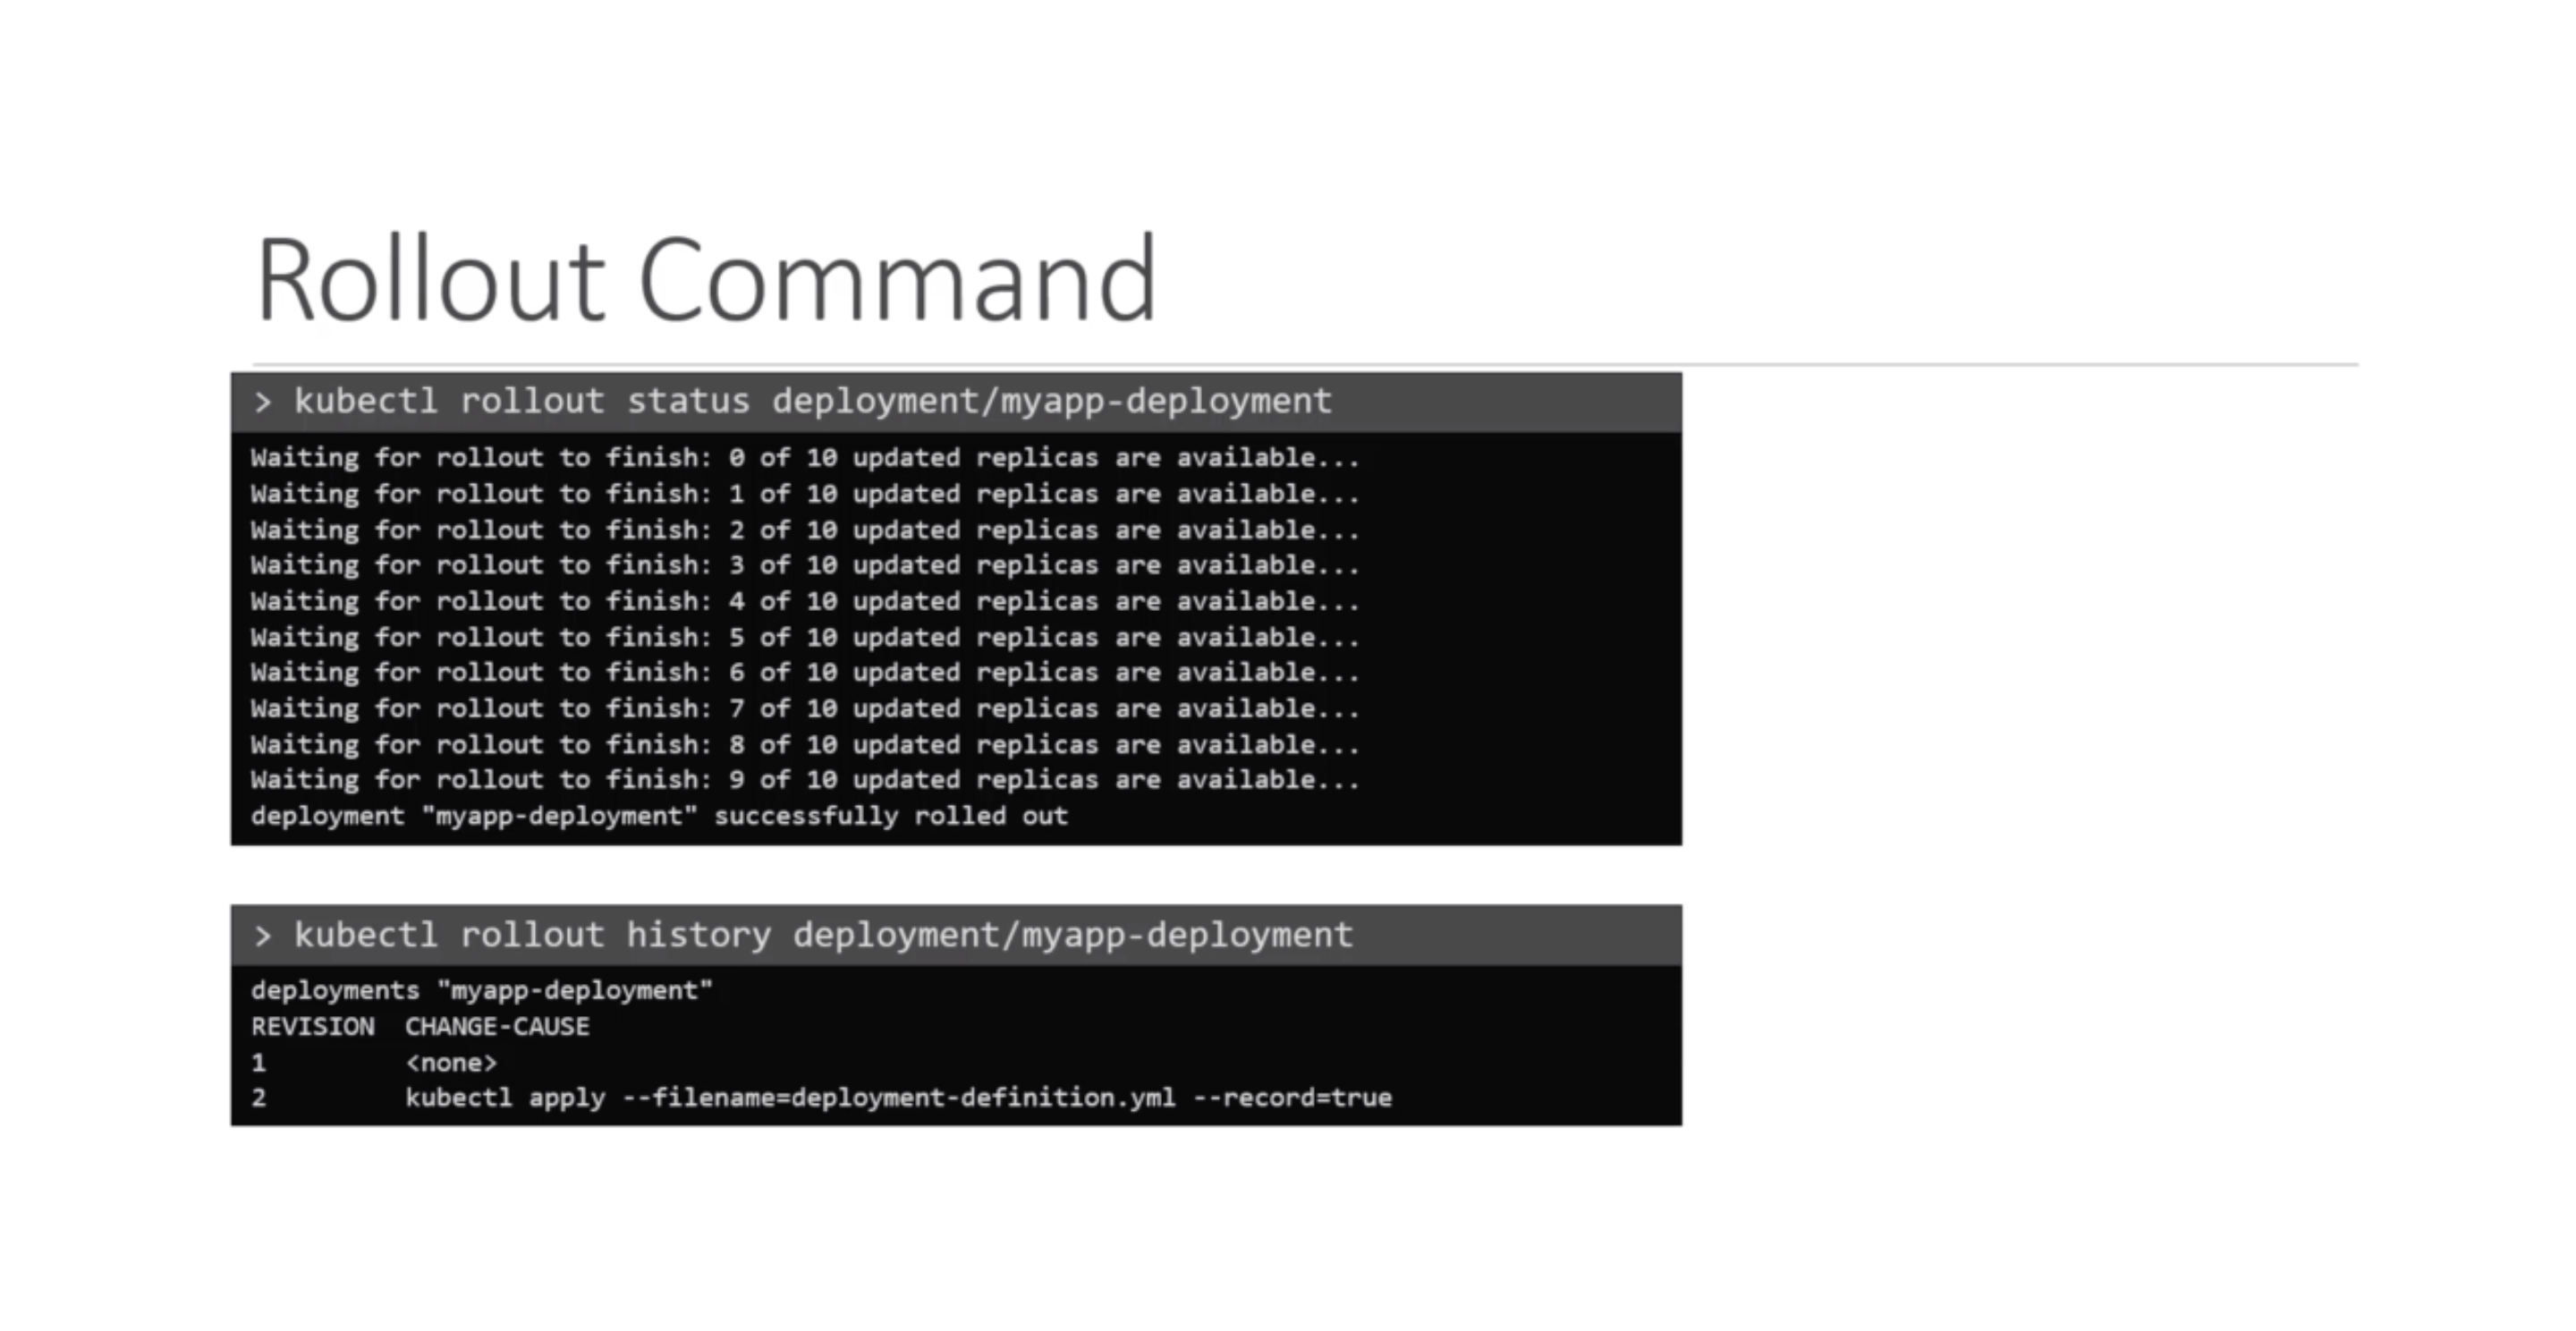 Rollout Command
> kubectl rollout status deployment/myapp-deployment
Waiting for rollout to finish: 0 of 10 updated replicas are available...
Waiting for rollout to finish: 1 of 10 updated replicas are available...
Waiting for rollout to finish: 2 of 10 updated replicas are available...
Waiting for rollout to finish: 3 of 10 updated replicas are available...
Waiting for rollout to finish: 4 of 10 updated replicas are available...
Waiting for rollout to finish: 5 of 10 updated replicas are available...
Waiting for rollout to finish: 6 of 10 updated replicas are available...
Waiting for rollout to finish: 7 of 10 updated replicas are available...
Waiting for rollout to finish: 8 of 10 updated replicas are available...
Waiting for rollout to finish: 9 of 10 updated replicas are available...
deployment "myapp-deployment" successfully rolled out
> kubectl rollout history deployment/myapp-deployment
deployments "myapp-deployment"
REVISION  CHANGE-CAUSE
1         <none>
2         kubectl apply --filename=deployment-definition.yml --record=true